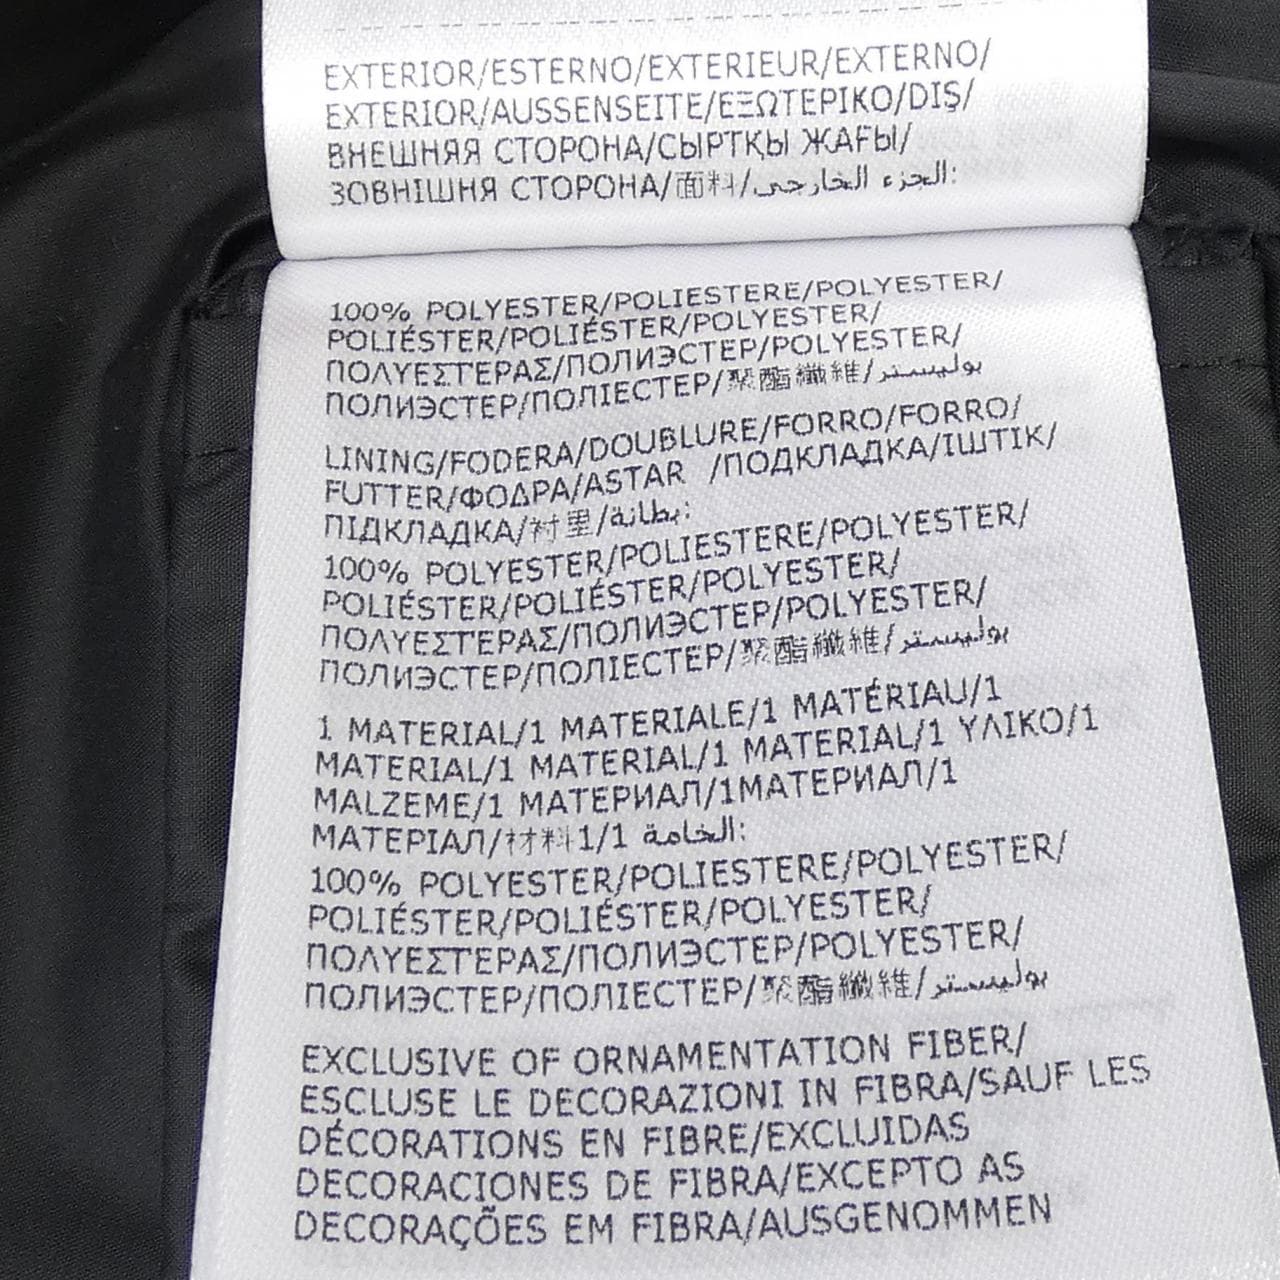 EXTERIOR/ESTERNO/EXTERIEUR/EXTERNO/
EXTERIOR/AUSSENSEITE/ΕΞΩΤΕΡΙΚΟ/DIŞ/
ВНЕШНЯЯ СТОРОНА/СЫРТҚЫ ЖАҒЫ/
ЗОВНІШНЯ СТОРОНА/面料/الجزء الخارجي:
100% POLYESTER/POLIESTERE/POLYESTER/
POLIÉSTER/POLIÉSTER/POLYESTER/
ΠΟΛΥΕΣΤΕΡΑΣ/ПОЛИЭСТЕР/POLYESTER/
ПОЛИЭСТЕР/ПОЛІЕСТЕР/聚酯纖維/بوليستر
LINING/FODERA/DOUBLURE/FORRO/FORRO/
FUTTER/ΦΟΔΡΑ/ASTAR /ПОДКЛАДКА/ІШТІК/
ПІДКЛАДКА/衬里/بطانة:
100% POLYESTER/POLIESTERE/POLYESTER/
POLIÉSTER/POLIÉSTER/POLYESTER/
ΠΟΛΥΕΣΤΕΡΑΣ/ПОЛИЭСТЕР/POLYESTER/
ПОЛИЭСТЕР/ПОЛІЕСТЕР/聚酯纖維/بوليستر
1 MATERIAL/1 MATERIALE/1 MATÉRIAU/1
MATERIAL/1 MATERIAL/1 MATERIAL/1 ΥΛΙΚΟ/1
MALZEME/1 МАТЕРИАЛ/1МАТЕРИАЛ/1
МАТЕРІАЛ/材料1/1 الخامة:
100% POLYESTER/POLIESTERE/POLYESTER/
POLIÉSTER/POLIÉSTER/POLYESTER/
ΠΟΛΥΕΣΤΕΡΑΣ/ПОЛИЭСТЕР/POLYESTER/
ПОЛИЭСТЕР/ПОЛІЕСТЕР/聚酯纖維/بوليستر
EXCLUSIVE OF ORNAMENTATION FIBER/
ESCLUSE LE DECORAZIONI IN FIBRA/SAUF LES
DÉCORATIONS EN FIBRE/EXCLUIDAS
DECORACIONES DE FIBRA/EXCEPTO AS
DECORAÇÕES EM FIBRA/AUSGENOMMEN